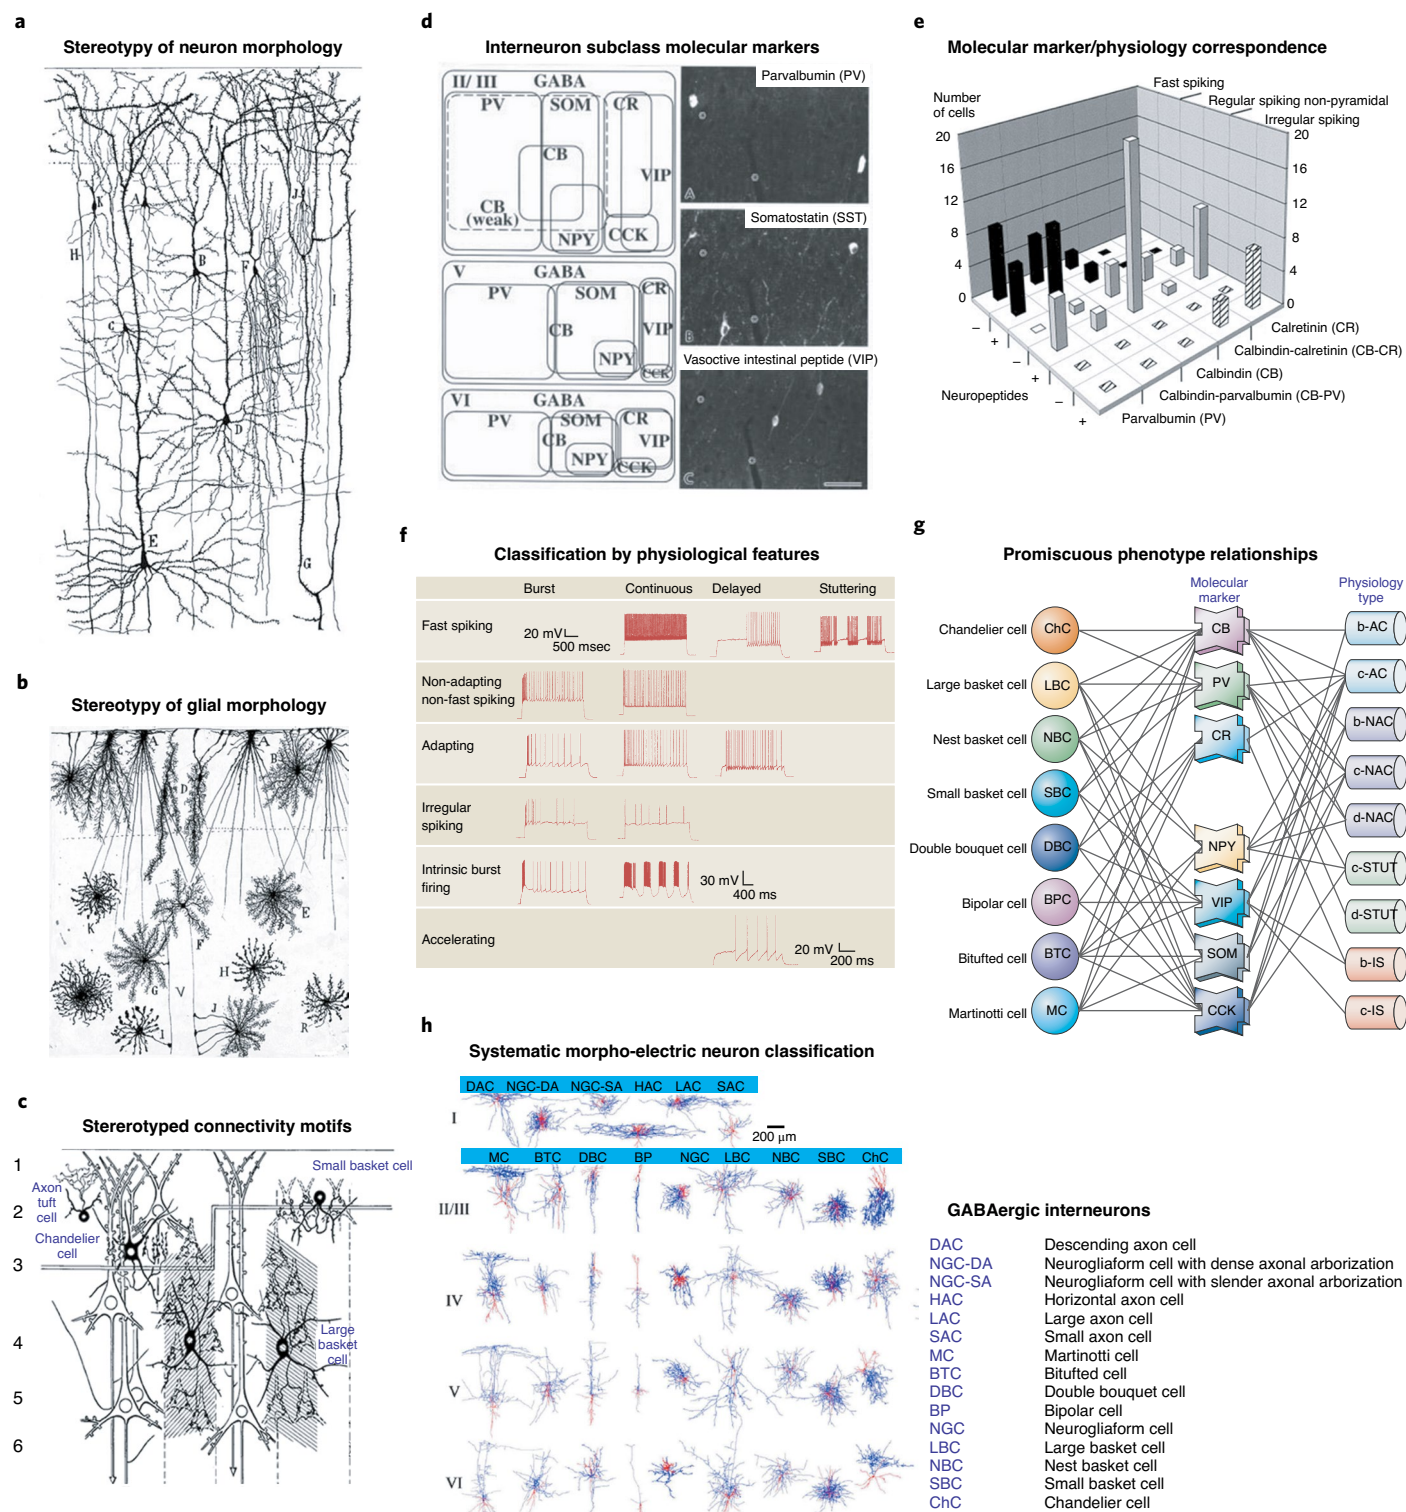 a
Stereotypy of neuron morphology
K
A
J
H
B
F
I
C
D
E
G
b
Stereotypy of glial morphology
C
A
A
B
D
K
E
F
G
H
V
J
I
R
c
Stererotyped connectivity motifs
1
2
3
4
5
6
Small basket cell
Axon
tuft
cell
Chandelier
cell
Large
basket
cell
d
Interneuron subclass molecular markers
II/ III GABA
PV SOM CR
CB
VIP
CB
(weak)
NPY CCK
V GABA
PV SOM CR
CB VIP
NPY
CCK
VI GABA
PV SOM CR
CB VIP
NPY
CCK
Parvalbumin (PV)
A
Somatostatin (SST)
B
Vasoctive intestinal peptide (VIP)
C
e
Molecular marker/physiology correspondence
Number
of cells
20
16
12
8
4
0
Fast spiking
Regular spiking non-pyramidal
Irregular spiking
20
16
12
8
4
0
–
+
–
+
–
+
Neuropeptides
Calretinin (CR)
Calbindin-calretinin (CB-CR)
Calbindin (CB)
Calbindin-parvalbumin (CB-PV)
Parvalbumin (PV)
f
Classification by physiological features
Burst Continuous Delayed Stuttering
Fast spiking
20 mV
500 msec
Non-adapting
non-fast spiking
Adapting
Irregular
spiking
Intrinsic burst
firing
30 mV
400 ms
Accelerating
20 mV
200 ms
g
Promiscuous phenotype relationships
Molecular
marker
Physiology
type
Chandelier cell ChC
Large basket cell LBC
Nest basket cell NBC
Small basket cell SBC
Double bouquet cell DBC
Bipolar cell BPC
Bitufted cell BTC
Martinotti cell MC
CB
PV
CR
NPY
VIP
SOM
CCK
b-AC
c-AC
b-NAC
c-NAC
d-NAC
c-STUT
d-STUT
b-IS
c-IS
h
Systematic morpho-electric neuron classification
DAC NGC-DA NGC-SA HAC LAC SAC
I
200 μm
MC BTC DBC BP NGC LBC NBC SBC ChC
II/III
IV
V
VI
GABAergic interneurons
DAC Descending axon cell
NGC-DA Neurogliaform cell with dense axonal arborization
NGC-SA Neurogliaform cell with slender axonal arborization
HAC Horizontal axon cell
LAC Large axon cell
SAC Small axon cell
MC Martinotti cell
BTC Bitufted cell
DBC Double bouquet cell
BP Bipolar cell
NGC Neurogliaform cell
LBC Large basket cell
NBC Nest basket cell
SBC Small basket cell
ChC Chandelier cell